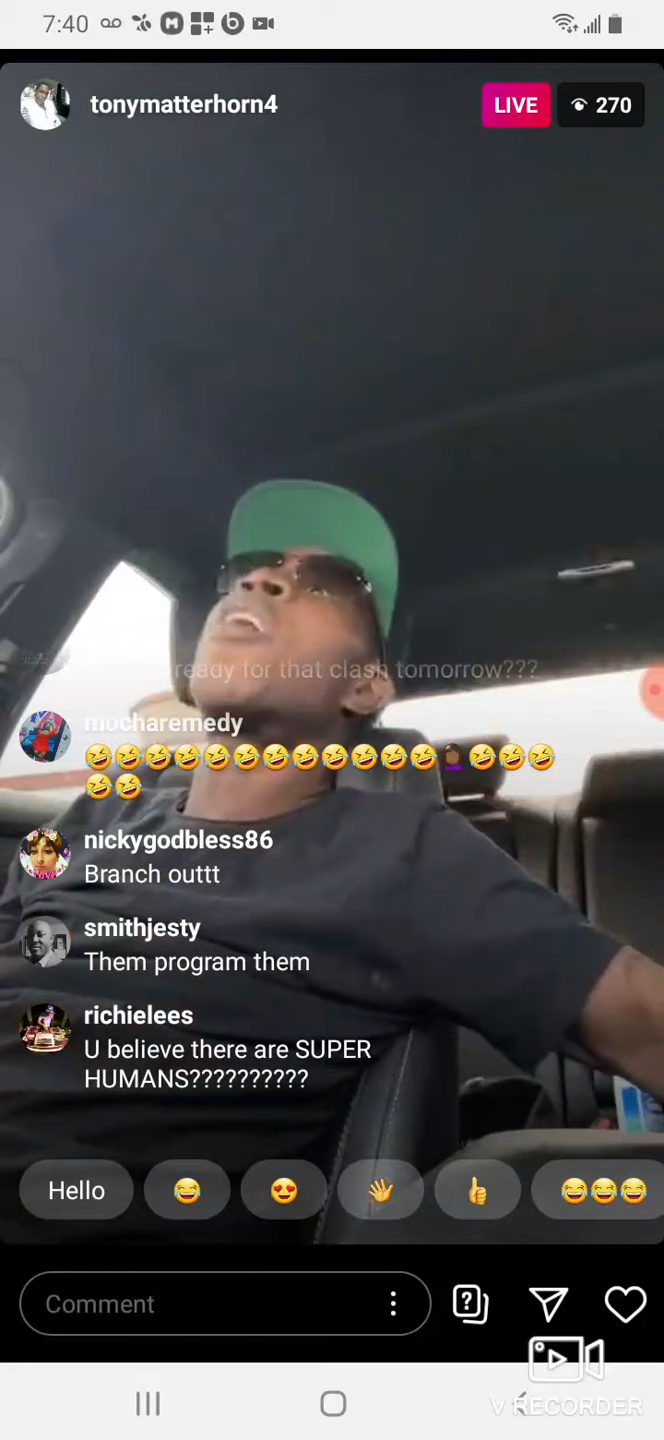 7:40
tonymatterhorn4
LIVE
270
ready for that clash tomorrow???
mocharemedy
🤣🤣🤣🤣🤣🤣🤣🤣🤣🤣🤣🤣🤦🏾‍♀️🤣🤣🤣
🤣🤣
nickygodbless86
Branch outtt
smithjesty
Them program them
richielees
U believe there are SUPER
HUMANS??????????
Hello
😂
😍
👋
👍
😂😂😂
Comment
V RECORDER